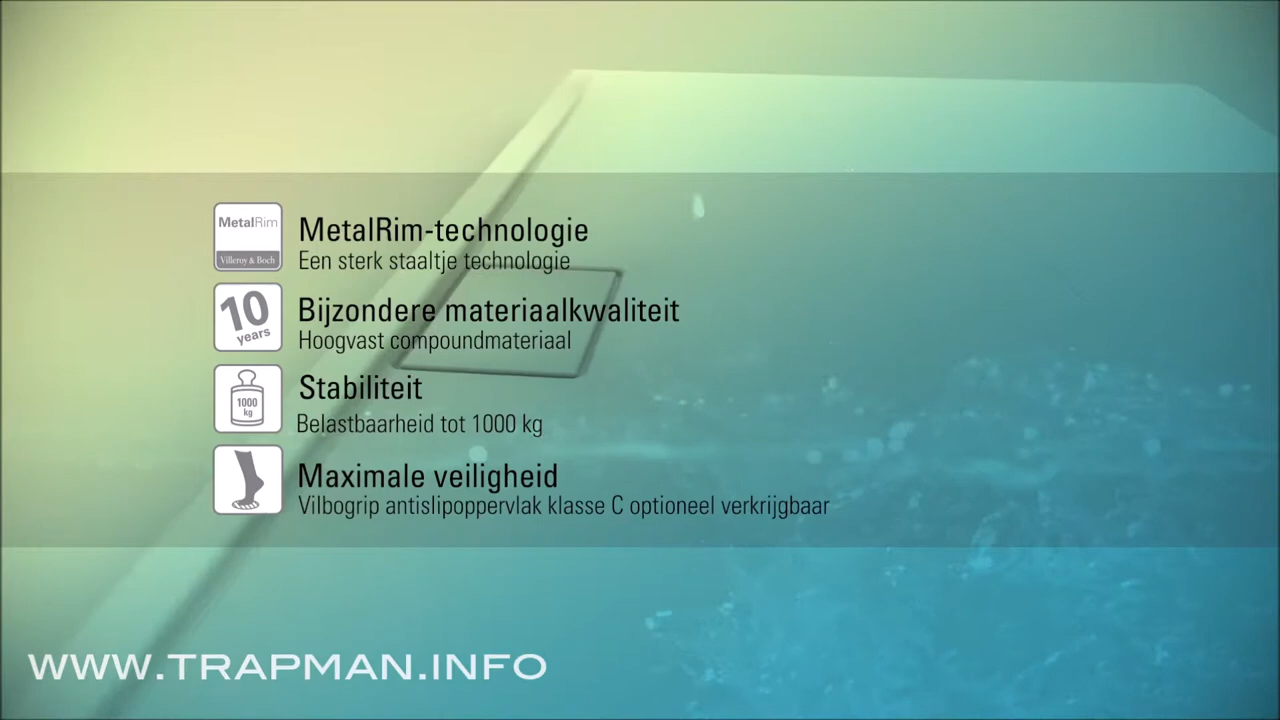 MetalRim
Villeroy & Boch
MetalRim-technologie
Een sterk staaltje technologie
10
years
Bijzondere materiaalkwaliteit
Hoogvast compoundmateriaal
1000
kg
Stabiliteit
Belastbaarheid tot 1000 kg
Maximale veiligheid
Vilbogrip antislipoppervlak klasse C optioneel verkrijgbaar
WWW.TRAPMAN.INFO